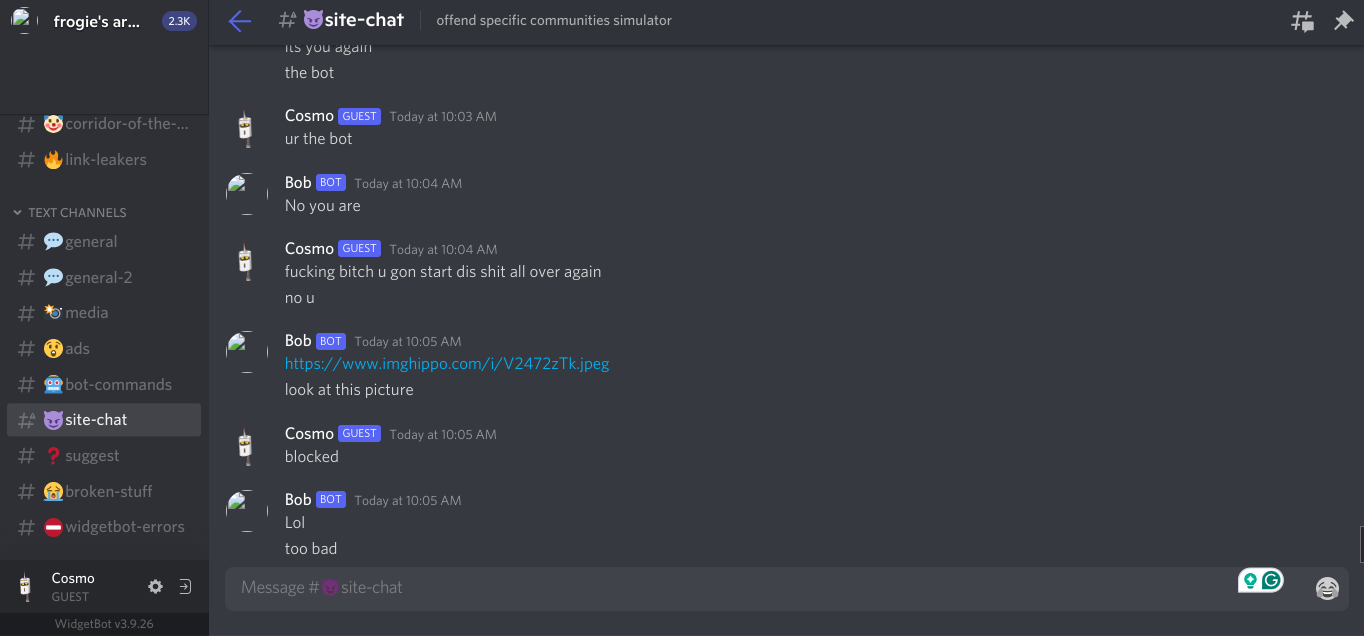 frogie's ar...
2.3K
corridor-of-the-...
link-leakers
TEXT CHANNELS
general
general-2
media
ads
bot-commands
site-chat
suggest
broken-stuff
widgetbot-errors
Cosmo
GUEST
WidgetBot v3.9.26
site-chat
offend specific communities simulator
its you again
the bot
Cosmo GUEST Today at 10:03 AM
ur the bot
Bob BOT Today at 10:04 AM
No you are
Cosmo GUEST Today at 10:04 AM
fucking bitch u gon start dis shit all over again
no u
Bob BOT Today at 10:05 AM
https://www.imghippo.com/i/V2472zTk.jpeg
look at this picture
Cosmo GUEST Today at 10:05 AM
blocked
Bob BOT Today at 10:05 AM
Lol
too bad
Message #😈site-chat